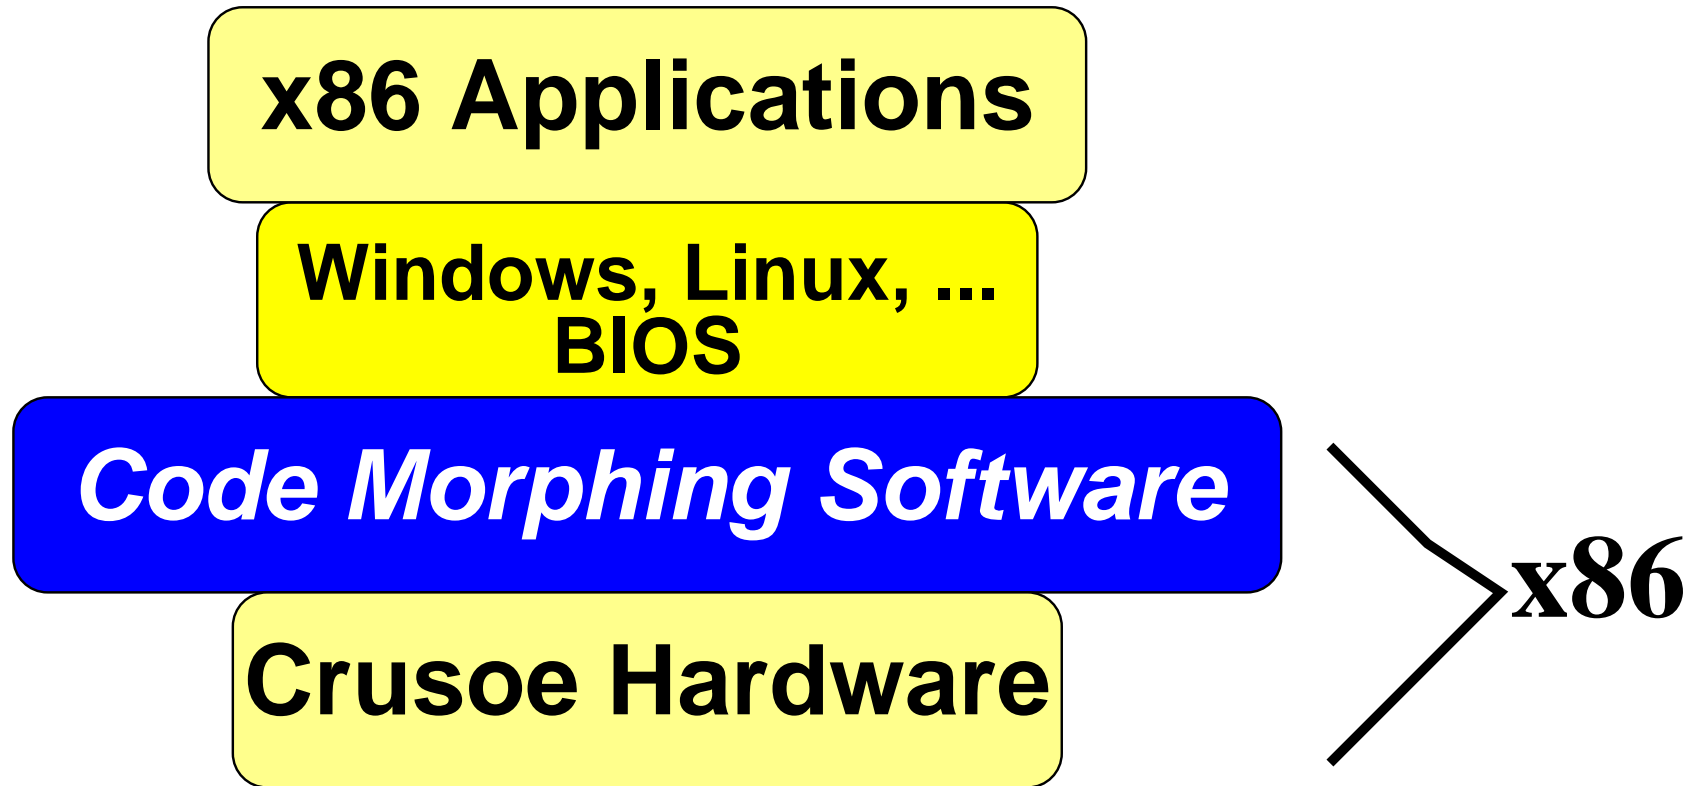 x86 Applications
Windows, Linux, ...
BIOS
Code Morphing Software
x86
Crusoe Hardware